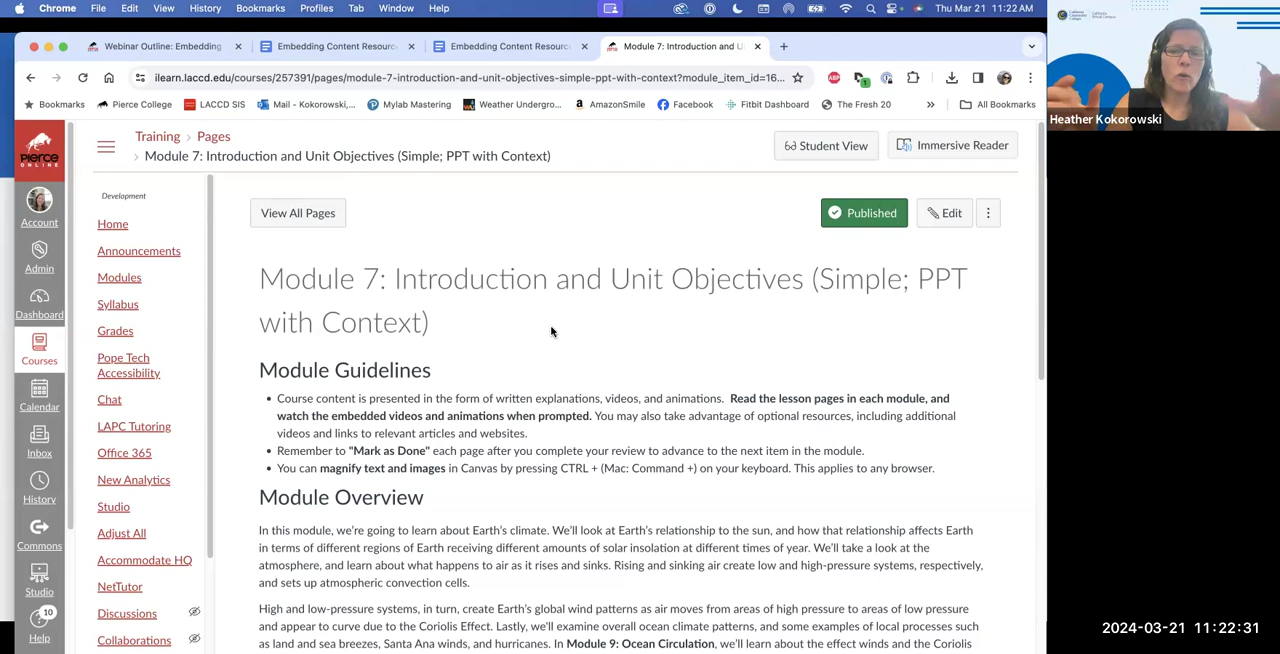 Chrome File Edit View History Bookmarks Profiles Tab Window Help Thu Mar 21 11:22 AM
Webinar Outline: Embedding Embedding Content Resourc Embedding Content Resourc Module 7: Introduction and U
ilearn.laccd.edu/courses/257391/pages/module-7-introduction-and-unit-objectives-simple-ppt-with-context?module_item_id=16...
Bookmarks Pierce College LACCD SIS Mail - Kokorowski,... Mylab Mastering Weather Undergro... AmazonSmile Facebook Fitbit Dashboard The Fresh 20 » All Bookmarks
Heather Kokorowski
PIERCE
ONLINE
Account
Admin
Dashboard
Courses
Calendar
Inbox
History
Commons
Studio
10
Help
Training › Pages
› Module 7: Introduction and Unit Objectives (Simple; PPT with Context)
Student View
Immersive Reader
Development
Home
Announcements
Modules
Syllabus
Grades
Pope Tech
Accessibility
Chat
LAPC Tutoring
Office 365
New Analytics
Studio
Adjust All
Accommodate HQ
NetTutor
Discussions
Collaborations
View All Pages
Published
Edit
Module 7: Introduction and Unit Objectives (Simple; PPT
with Context)
Module Guidelines
• Course content is presented in the form of written explanations, videos, and animations. Read the lesson pages in each module, and
watch the embedded videos and animations when prompted. You may also take advantage of optional resources, including additional
videos and links to relevant articles and websites.
• Remember to "Mark as Done" each page after you complete your review to advance to the next item in the module.
• You can magnify text and images in Canvas by pressing CTRL + (Mac: Command +) on your keyboard. This applies to any browser.
Module Overview
In this module, we're going to learn about Earth's climate. We'll look at Earth's relationship to the sun, and how that relationship affects Earth
in terms of different regions of Earth receiving different amounts of solar insolation at different times of year. We'll take a look at the
atmosphere, and learn about what happens to air as it rises and sinks. Rising and sinking air create low and high-pressure systems, respectively,
and sets up atmospheric convection cells.
High and low-pressure systems, in turn, create Earth's global wind patterns as air moves from areas of high pressure to areas of low pressure
and appear to curve due to the Coriolis Effect. Lastly, we'll examine overall ocean climate patterns, and some examples of local processes such
as land and sea breezes, Santa Ana winds, and hurricanes. In Module 9: Ocean Circulation, we'll learn about the effect winds and the Coriolis
2024-03-21 11:22:31